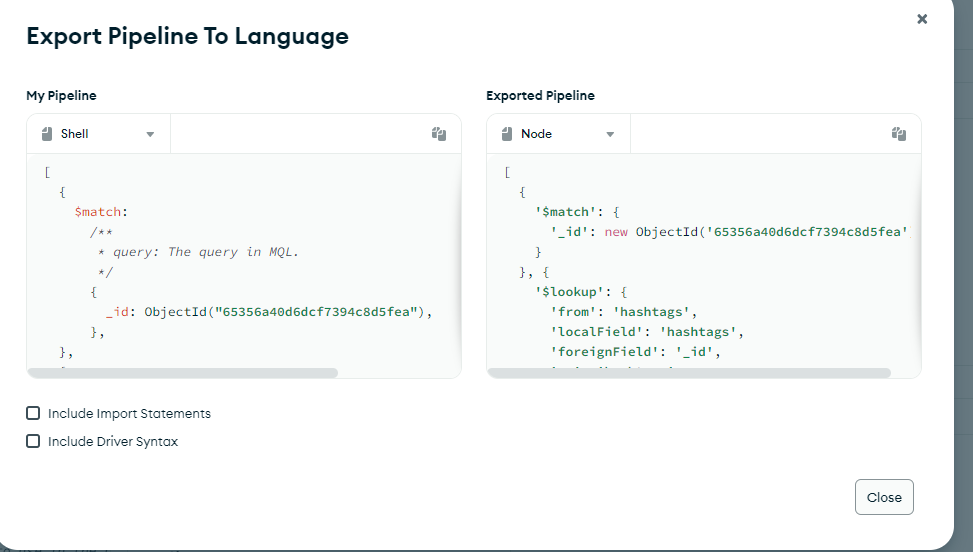 Export Pipeline To Language
My Pipeline
Shell
[
{
$match:
/**
* query: The query in MQL.
*/
{
_id: ObjectId("65356a40d6dcf7394c8d5fea"),
},
},
Exported Pipeline
Node
[
{
'$match': {
'_id': new ObjectId('65356a40d6dcf7394c8d5fea'
}
}, {
'$lookup': {
'from': 'hashtags',
'localField': 'hashtags',
'foreignField': '_id',
Include Import Statements
Include Driver Syntax
Close